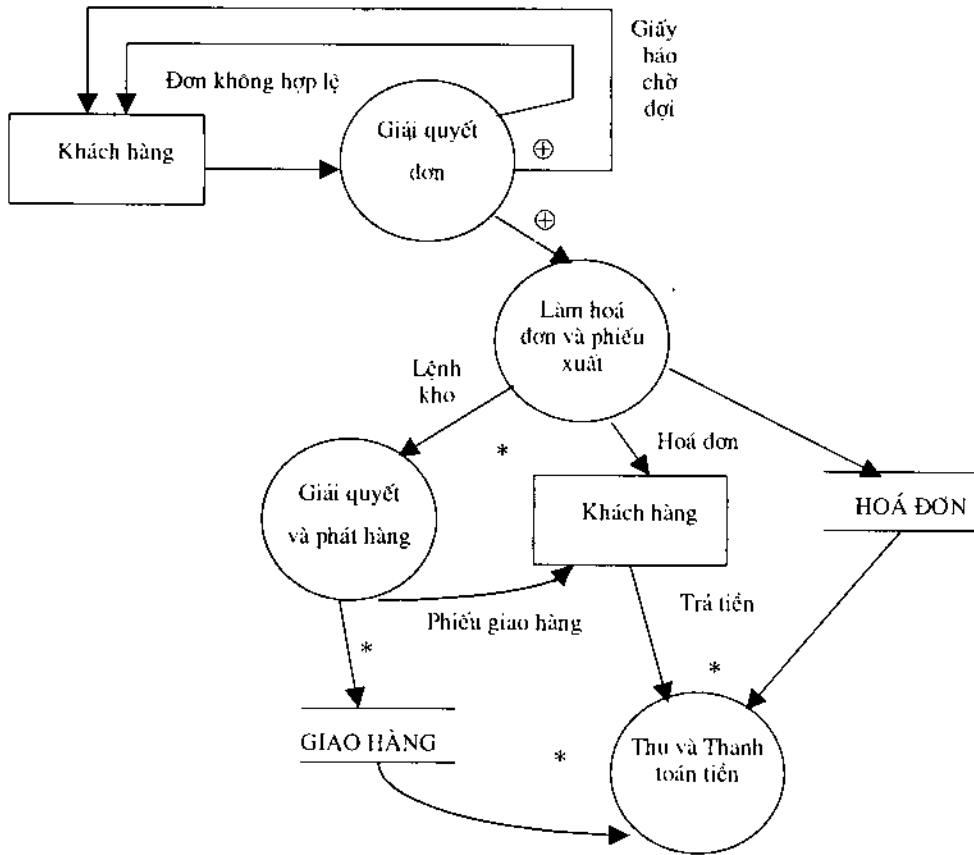 Giấy
báo
chờ
đợi
Đơn không hợp lệ
Khách hàng
Giải quyết
đơn
⊕
⊕
Làm hoá
đơn và phiếu
xuất
Lệnh
kho
*
Hoá đơn
Giải quyết
và phát hàng
Khách hàng
HOÁ ĐƠN
Phiếu giao hàng
Trả tiền
*
*
GIAO HÀNG
*
Thu và Thanh
toán tiền